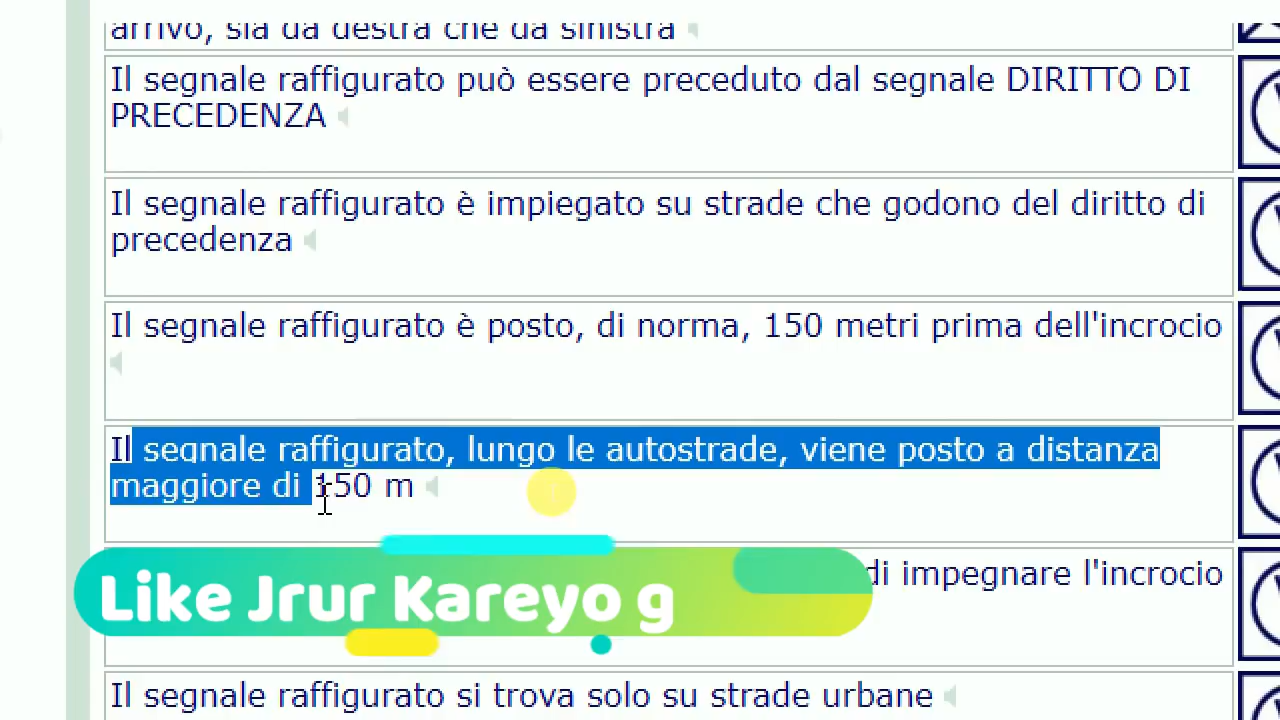 arrivo, sia da destra che da sinistra
Il segnale raffigurato può essere preceduto dal segnale DIRITTO DI
PRECEDENZA
Il segnale raffigurato è impiegato su strade che godono del diritto di
precedenza
Il segnale raffigurato è posto, di norma, 150 metri prima dell'incrocio
Il segnale raffigurato, lungo le autostrade, viene posto a distanza
maggiore di 150 m
di impegnare l'incrocio
Like Jrur Kareyo g
Il segnale raffigurato si trova solo su strade urbane